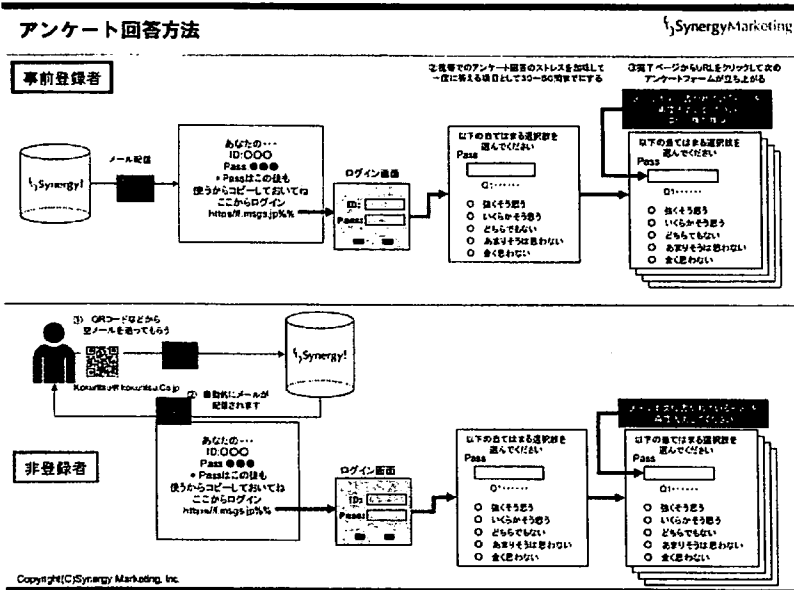 アンケート回答方法
SynergyMarketing
事前登録者
②携帯でのアンケート回答のストレスを加味して
一度に答える項目として30～50問までにする
③完了ページからURLをクリックして次の
アンケートフォームが立ち上がる
Synergy!
メール配信
あなたの・・・
ID:○○○
Pass ●●●
＊Passはこの後も
使うからコピーしておいてね
ここからログイン
https//f.msgs.jp%%
ログイン画面
ID:
Pass:
以下の当てはまる選択肢を
選んでください
Pass
Q1・・・・・・
○ 強くそう思う
○ いくらかそう思う
○ どちらでもない
○ あまりそうは思わない
○ 全く思わない
以下の当てはまる選択肢を
選んでください
Pass
Q1・・・・・・
○ 強くそう思う
○ いくらかそう思う
○ どちらでもない
○ あまりそうは思わない
○ 全く思わない
① QRコードなどから
空メールを送ってもらう
Synergy!
② 自動的にメールが
配信されます
非登録者
あなたの・・・
ID:○○○
Pass ●●●
＊Passはこの後も
使うからコピーしておいてね
ここからログイン
https//f.msgs.jp%%
ログイン画面
ID:
Pass:
以下の当てはまる選択肢を
選んでください
Pass
Q1・・・・・・
○ 強くそう思う
○ いくらかそう思う
○ どちらでもない
○ あまりそうは思わない
○ 全く思わない
以下の当てはまる選択肢を
選んでください
Pass
Q1・・・・・・
○ 強くそう思う
○ いくらかそう思う
○ どちらでもない
○ あまりそうは思わない
○ 全く思わない
Copyright(C)Synergy Marketing, Inc.